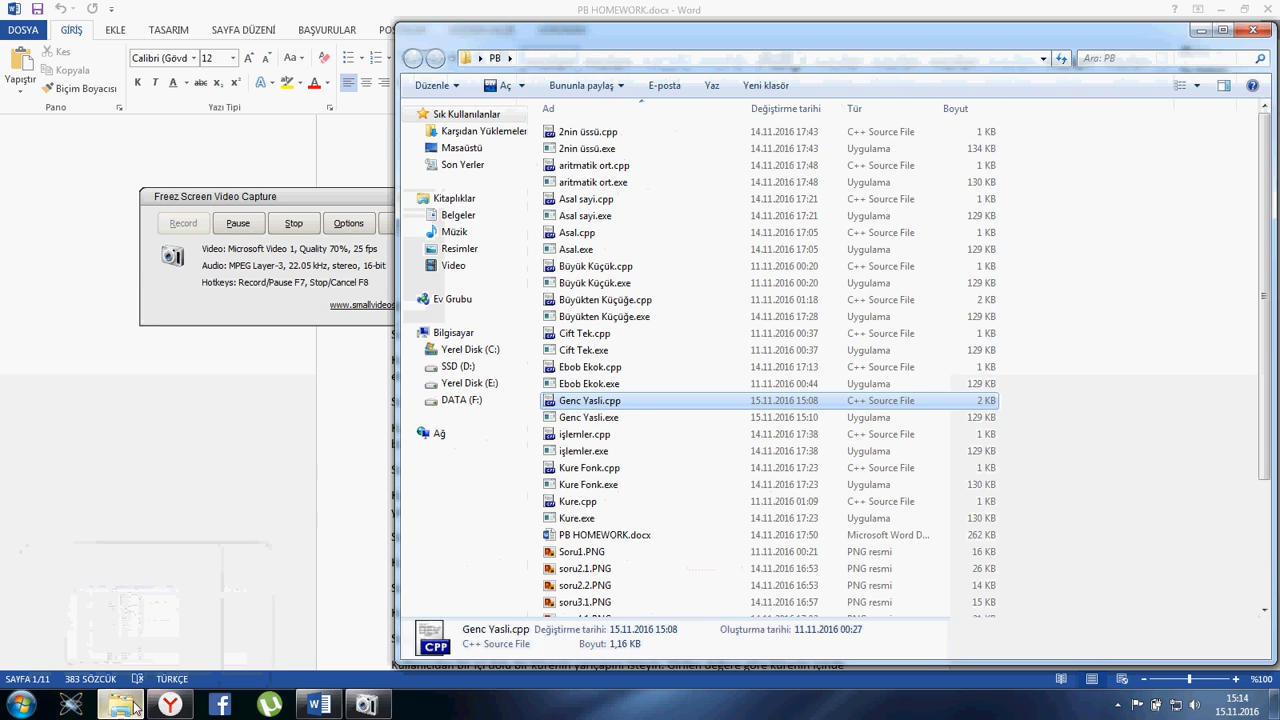 PB HOMEWORK.docx - Word
DOSYA GİRİŞ EKLE TASARIM SAYFA DÜZENİ BAŞVURULAR
Yapıştır
Kes
Kopyala
Biçim Boyacısı
Pano
Calibri (Gövd 12
Yazı Tipi
Freez Screen Video Capture
Record Pause Stop Options
Video: Microsoft Video 1, Quality 70%, 25 fps
Audio: MPEG Layer-3, 22.05 kHz, stereo, 16-bit
Hotkeys: Record/Pause F7, Stop/Cancel F8
PB
Ara: PB
Düzenle Aç Bununla paylaş E-posta Yaz Yeni klasör
Sık Kullanılanlar
Karşıdan Yüklemeler
Masaüstü
Son Yerler
Kitaplıklar
Belgeler
Müzik
Resimler
Video
Ev Grubu
Bilgisayar
Yerel Disk (C:)
SSD (D:)
Yerel Disk (E:)
DATA (F:)
Ağ
Ad Değiştirme tarihi Tür Boyut
2nin üssü.cpp 14.11.2016 17:43 C++ Source File 1 KB
2nin üssü.exe 14.11.2016 17:43 Uygulama 134 KB
aritmatik ort.cpp 14.11.2016 17:48 C++ Source File 1 KB
aritmatik ort.exe 14.11.2016 17:48 Uygulama 130 KB
Asal sayi.cpp 14.11.2016 17:21 C++ Source File 1 KB
Asal sayi.exe 14.11.2016 17:21 Uygulama 129 KB
Asal.cpp 14.11.2016 17:05 C++ Source File 1 KB
Asal.exe 14.11.2016 17:05 Uygulama 129 KB
Büyük Küçük.cpp 11.11.2016 00:20 C++ Source File 1 KB
Büyük Küçük.exe 11.11.2016 00:20 Uygulama 129 KB
Büyükten Küçüğe.cpp 11.11.2016 01:18 C++ Source File 2 KB
Büyükten Küçüğe.exe 14.11.2016 17:28 Uygulama 129 KB
Cift Tek.cpp 11.11.2016 00:37 C++ Source File 1 KB
Cift Tek.exe 11.11.2016 00:37 Uygulama 129 KB
Ebob Ekok.cpp 14.11.2016 17:13 C++ Source File 1 KB
Ebob Ekok.exe 11.11.2016 00:44 Uygulama 129 KB
Genc Yasli.cpp 15.11.2016 15:08 C++ Source File 2 KB
Genc Yasli.exe 15.11.2016 15:10 Uygulama 129 KB
işlemler.cpp 14.11.2016 17:38 C++ Source File 1 KB
işlemler.exe 14.11.2016 17:38 Uygulama 129 KB
Kure Fonk.cpp 14.11.2016 17:23 C++ Source File 1 KB
Kure Fonk.exe 14.11.2016 17:23 Uygulama 130 KB
Kure.cpp 11.11.2016 01:09 C++ Source File 1 KB
Kure.exe 14.11.2016 17:23 Uygulama 130 KB
PB HOMEWORK.docx 14.11.2016 17:50 Microsoft Word D... 262 KB
Soru1.PNG 11.11.2016 00:21 PNG resmi 16 KB
soru2.1.PNG 14.11.2016 16:53 PNG resmi 26 KB
soru2.2.PNG 14.11.2016 16:53 PNG resmi 14 KB
soru3.1.PNG 14.11.2016 16:57 PNG resmi 34 KB
CPP
Genc Yasli.cpp Değiştirme tarihi: 15.11.2016 15:08 Oluşturma tarihi: 11.11.2016 00:27
C++ Source File Boyut: 1,16 KB
Kullanıcıdan bir içi dolu bir kürenin yarıçapını isteyin. Girilen değere göre kürenin içinde
SAYFA 1/11 383 SÖZCÜK TÜRKÇE %100
15:14
15.11.2016